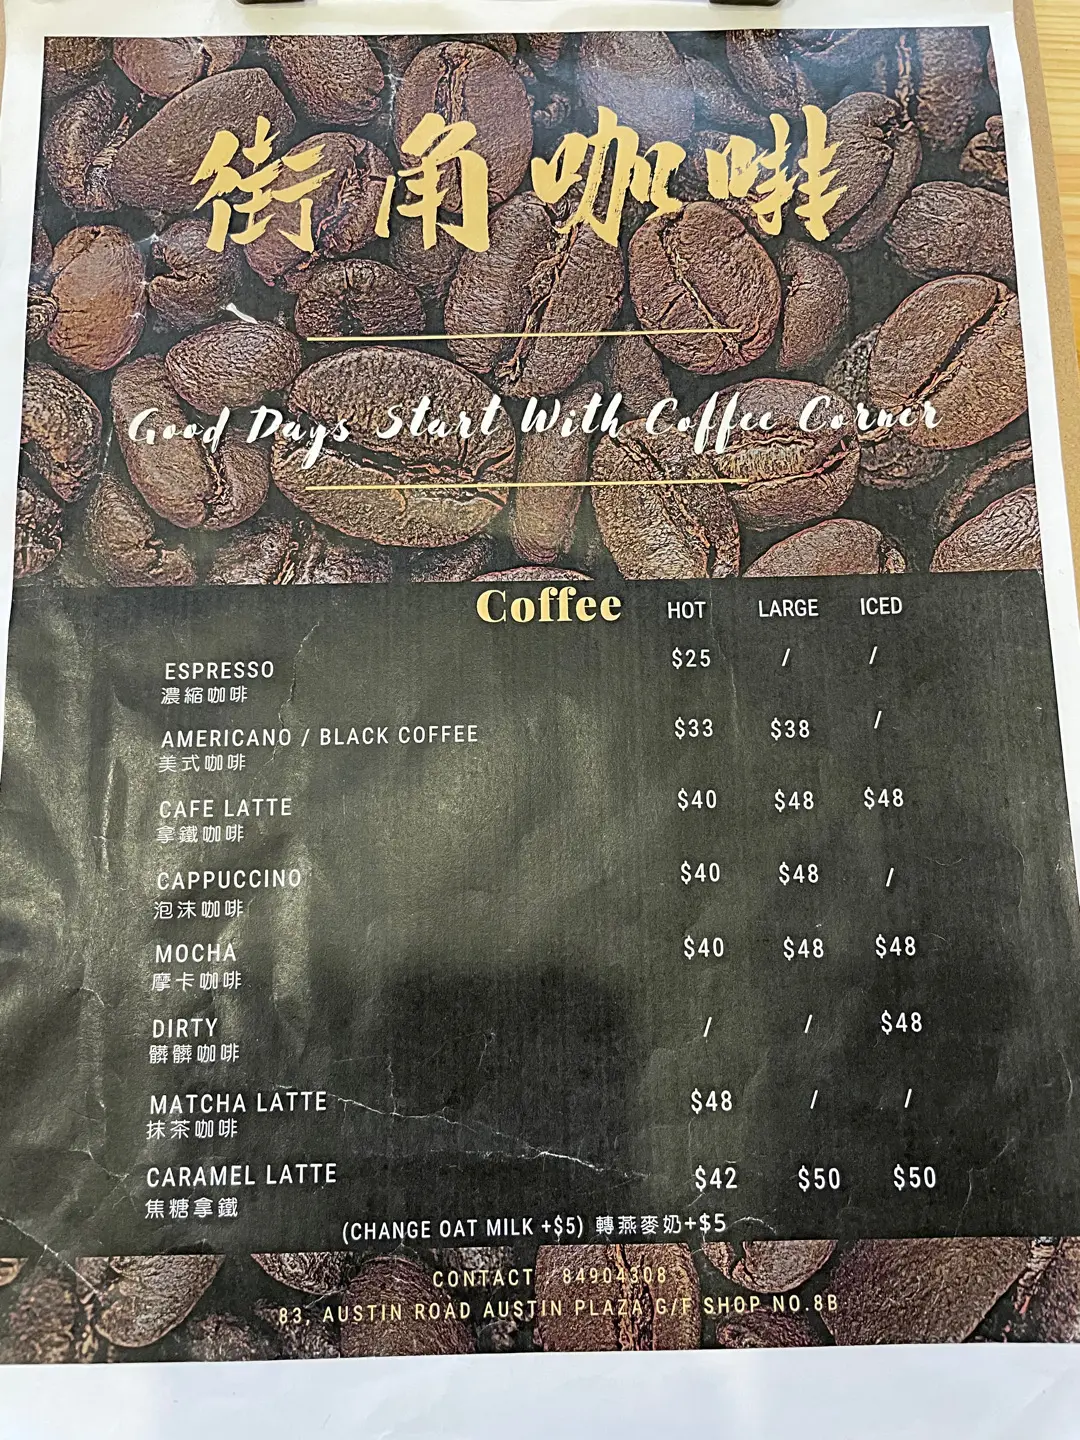 街角咖啡
Good Days Start With Coffee Corner
Coffee HOT LARGE ICED
ESPRESSO $25 / /
濃縮咖啡
AMERICANO / BLACK COFFEE $33 $38 /
美式咖啡
CAFE LATTE $40 $48 $48
拿鐵咖啡
CAPPUCCINO $40 $48 /
泡沫咖啡
MOCHA $40 $48 $48
摩卡咖啡
DIRTY / / $48
髒髒咖啡
MATCHA LATTE $48 / /
抹茶咖啡
CARAMEL LATTE $42 $50 $50
焦糖拿鐵
(CHANGE OAT MILK +$5) 轉燕麥奶+$5
CONTACT : 84904308
83, AUSTIN ROAD AUSTIN PLAZA G/F SHOP NO.8B